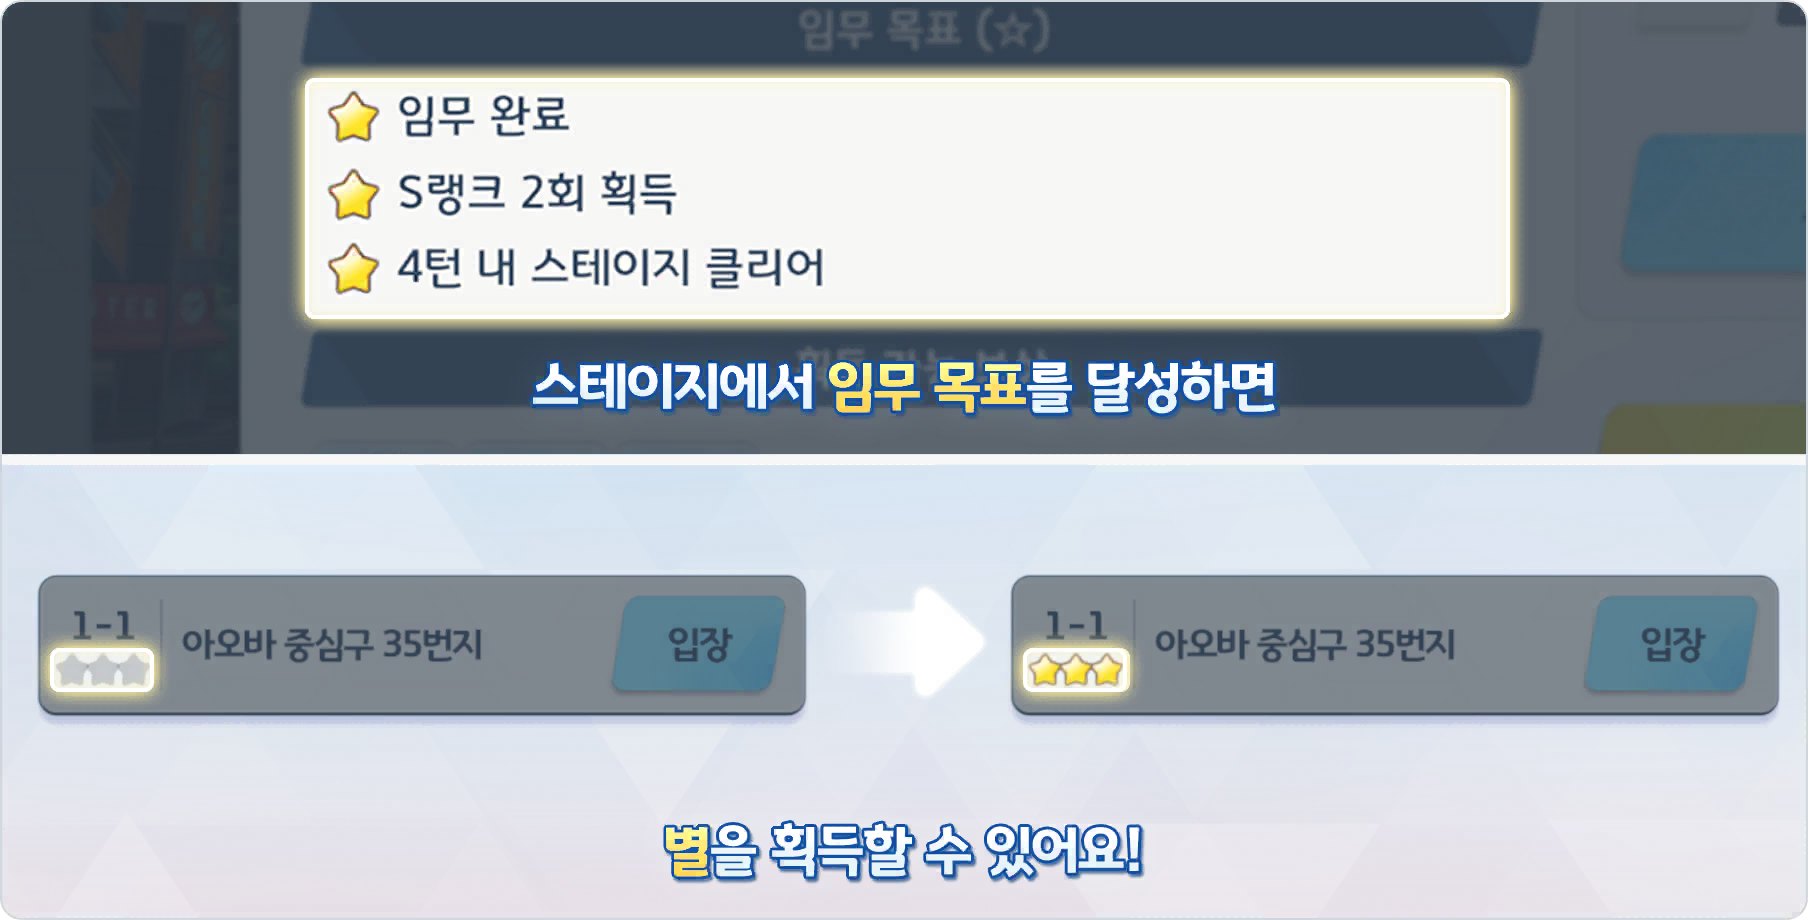 임무 목표 (☆)
임무 완료
S랭크 2회 획득
4턴 내 스테이지 클리어
스테이지에서 임무 목표를 달성하면
1-1
아오바 중심구 35번지
입장
1-1
아오바 중심구 35번지
입장
별을 획득할 수 있어요!